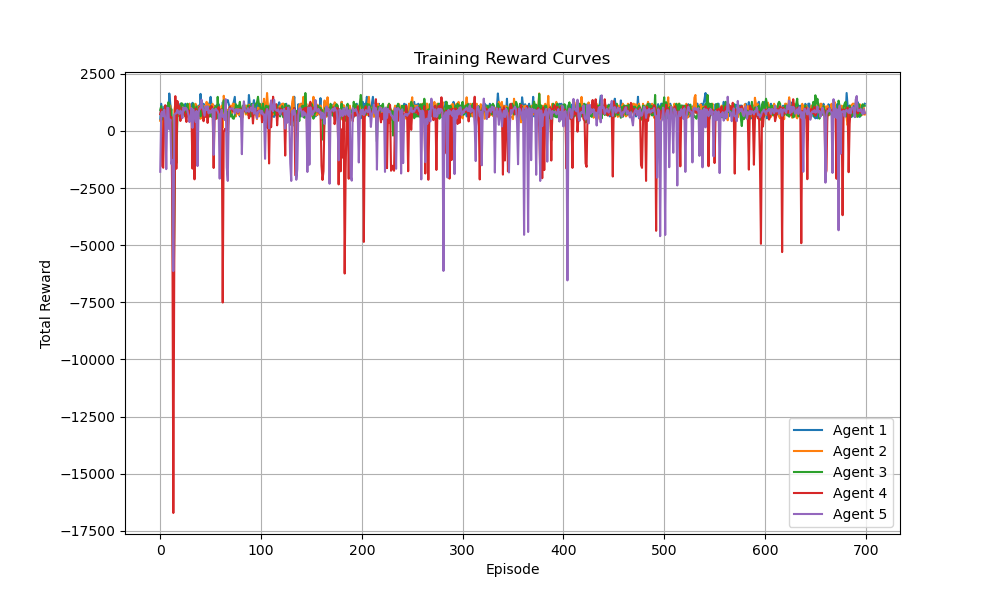 Training Reward Curves
2500
0
−2500
−5000
−7500
−10000
−12500
−15000
−17500
Total Reward
0 100 200 300 400 500 600 700
Episode
Agent 1
Agent 2
Agent 3
Agent 4
Agent 5